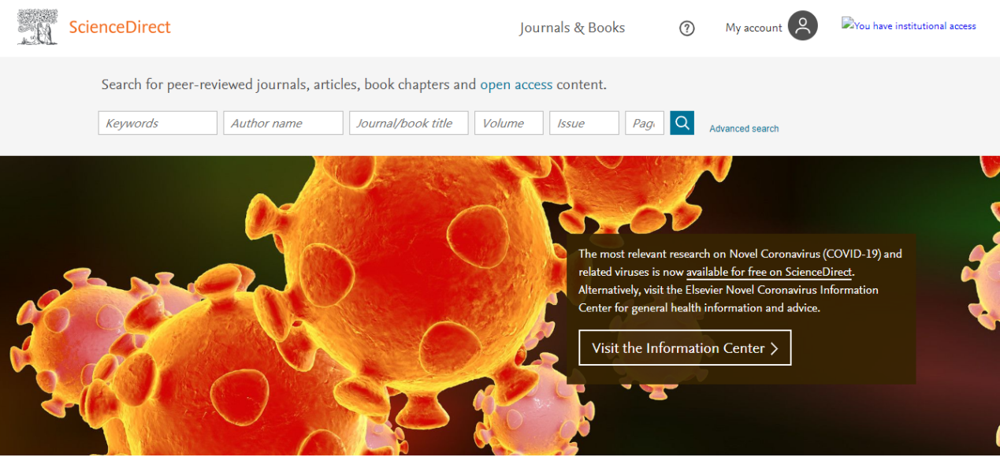 ScienceDirect
Journals & Books
?
My account
You have institutional access
Search for peer-reviewed journals, articles, book chapters and open access content.
Keywords
Author name
Journal/book title
Volume
Issue
Advanced search
The most relevant research on Novel Coronavirus (COVID-19) and
related viruses is now available for free on ScienceDirect.
Alternatively, visit the Elsevier Novel Coronavirus Information
Center for general health information and advice.
Visit the Information Center >